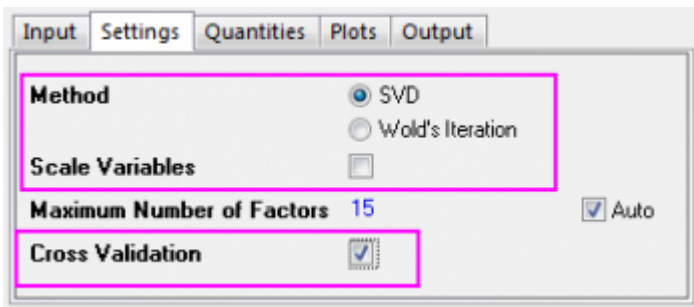 Input Settings Quantities Plots Output
Method SVD
Wold's Iteration
Scale Variables
Maximum Number of Factors 15 Auto
Cross Validation